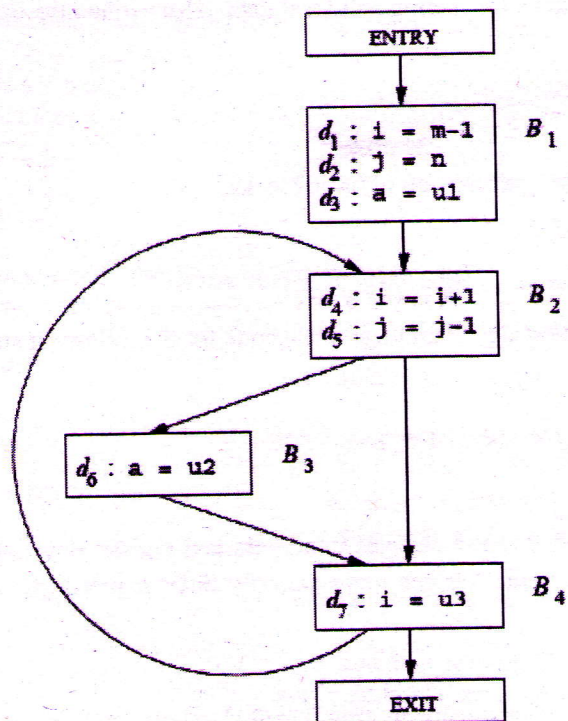 ENTRY
d1 : i = m-1
d2 : j = n
d3 : a = u1
B1
d4 : i = i+1
d5 : j = j-1
B2
d6 : a = u2
B3
d7 : i = u3
B4
EXIT